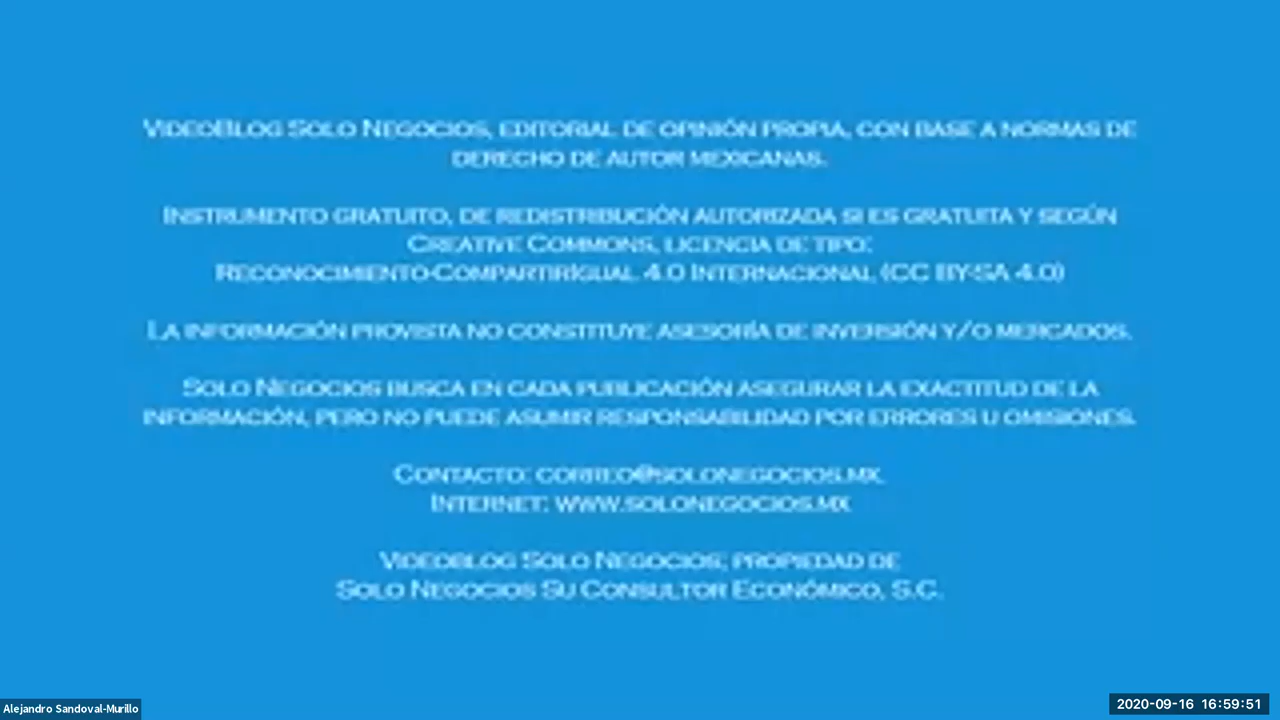 VideoBlog Solo Negocios, editorial de opinión propia, con base a normas de
derecho de autor mexicanas.
Instrumento gratuito, de redistribución autorizada si es gratuita y según
Creative Commons, licencia de tipo:
Reconocimiento-CompartirIgual 4.0 Internacional (CC BY-SA 4.0)
La información provista no constituye asesoría de inversión y/o mercados.
Solo Negocios busca en cada publicación asegurar la exactitud de la
información, pero no puede asumir responsabilidad por errores u omisiones.
Contacto: correo@solonegocios.mx.
Internet: www.solonegocios.mx
Videoblog Solo Negocios; propiedad de
Solo Negocios Su Consultor Económico, S.C.
Alejandro Sandoval-Murillo
2020-09-16 16:59:51